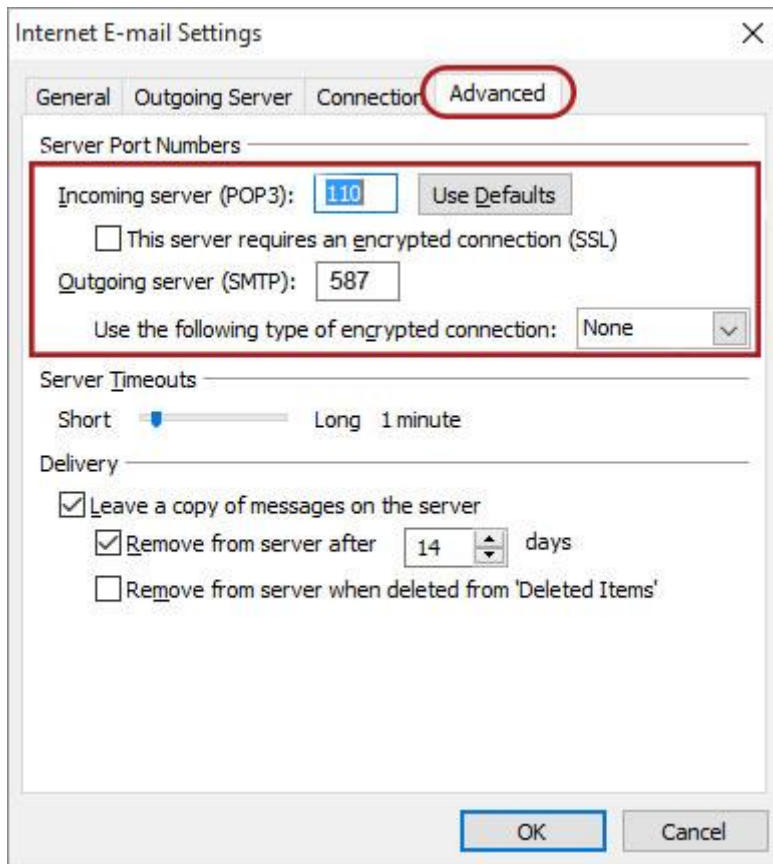 Internet E-mail Settings
General Outgoing Server Connection Advanced
Server Port Numbers
Incoming server (POP3): 110 Use Defaults
This server requires an encrypted connection (SSL)
Outgoing server (SMTP): 587
Use the following type of encrypted connection: None
Server Timeouts
Short Long 1 minute
Delivery
Leave a copy of messages on the server
Remove from server after 14 days
Remove from server when deleted from 'Deleted Items'
OK Cancel